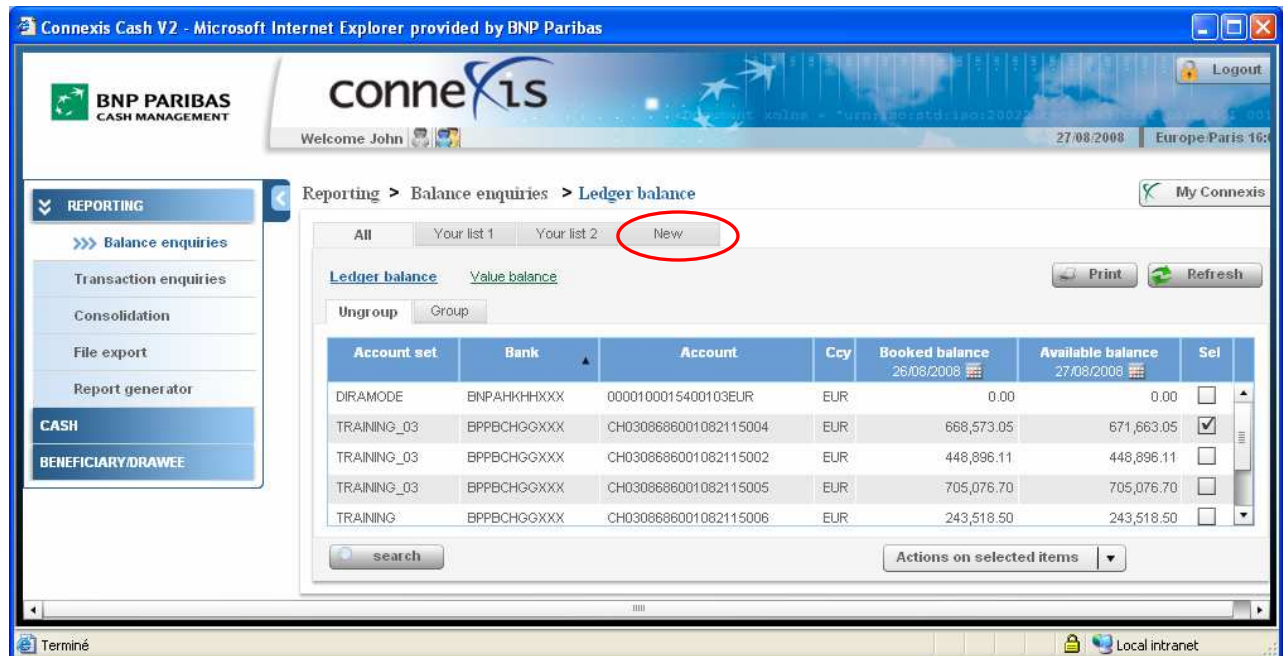 Connexis Cash V2 - Microsoft Internet Explorer provided by BNP Paribas
BNP PARIBAS
CASH MANAGEMENT
connexis
Logout
Welcome John
27/08/2008
Europe/Paris 16:
REPORTING
Balance enquiries
Transaction enquiries
Consolidation
File export
Report generator
CASH
BENEFICIARY/DRAWEE
Reporting > Balance enquiries > Ledger balance
My Connexis
All Your list 1 Your list 2 New
Ledger balance Value balance
Print Refresh
Ungroup Group
Account set Bank Account Ccy Booked balance Available balance Sel
26/08/2008 27/08/2008
DIRAMODE BNPAHKHHXXX 0000100015400103EUR EUR 0.00 0.00
TRAINING_03 BPPBCHGGXXX CH0308686001082115004 EUR 668,573.05 671,663.05
TRAINING_03 BPPBCHGGXXX CH0308686001082115002 EUR 448,896.11 448,896.11
TRAINING_03 BPPBCHGGXXX CH0308686001082115005 EUR 705,076.70 705,076.70
TRAINING BPPBCHGGXXX CH0308686001082115006 EUR 243,518.50 243,518.50
search
Actions on selected items
Terminé
Local intranet